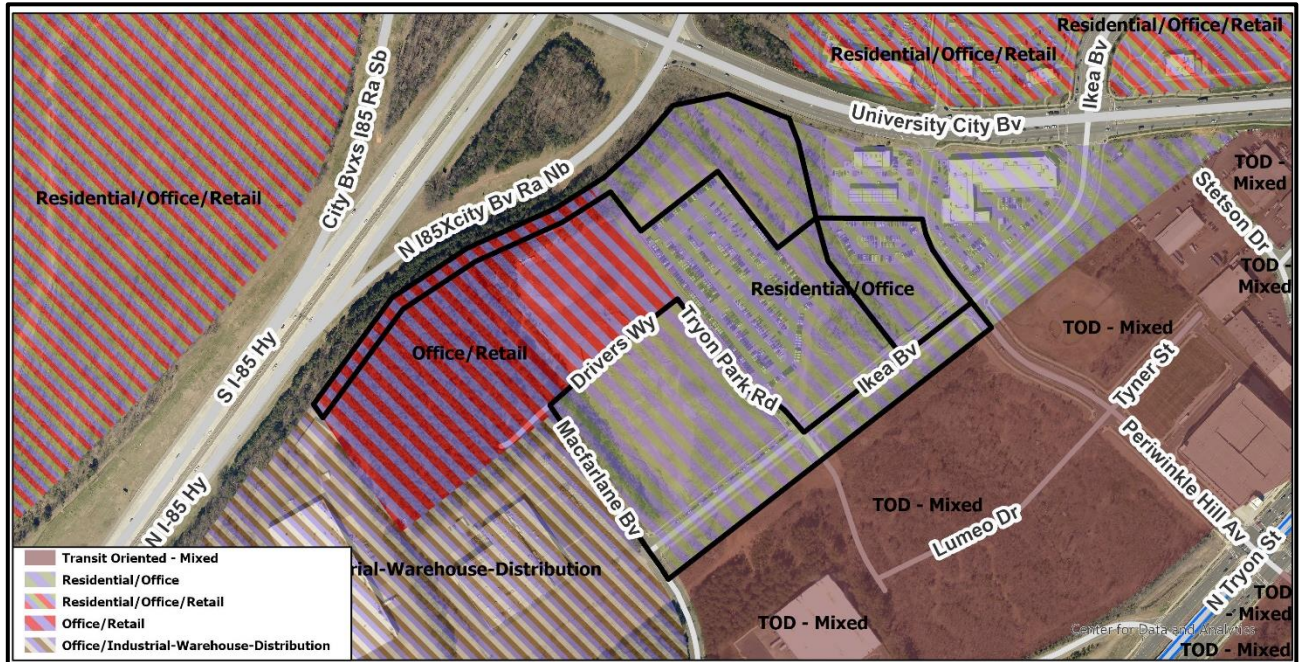 Residential/Office/Retail
Residential/Office/Retail
Ikea Bv
University City Bv
City Bvxs I85 Ra Sb
TOD -
Mixed
Stetson Dr
N I85Xcity Bv Ra Nb
Residential/Office/Retail
TOD -
Mixed
Residential/Office
TOD - Mixed
Tyner St
S I-85 Hy
Office/Retail
Drivers Wy
Tryon Park Rd
Ikea Bv
Periwinkle Hill Av
Macfarlane Bv
TOD - Mixed
Lumeo Dr
N I-85 Hy
N Tryon St
rial-Warehouse-Distribution
TOD - Mixed
TOD
- Mixed
TOD - Mixed
Center for Data and Analytics
Transit Oriented - Mixed
Residential/Office
Residential/Office/Retail
Office/Retail
Office/Industrial-Warehouse-Distribution